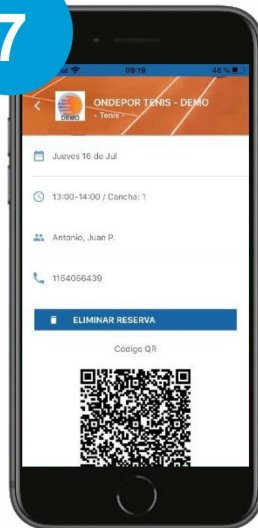 7
09:19
46 %
ONDEPOR TENIS - DEMO
- Tenis -
DEMO
Jueves 16 de Jul
13:00-14:00 / Cancha: 1
Antonio, Juan P.
1154056439
ELIMINAR RESERVA
Código QR